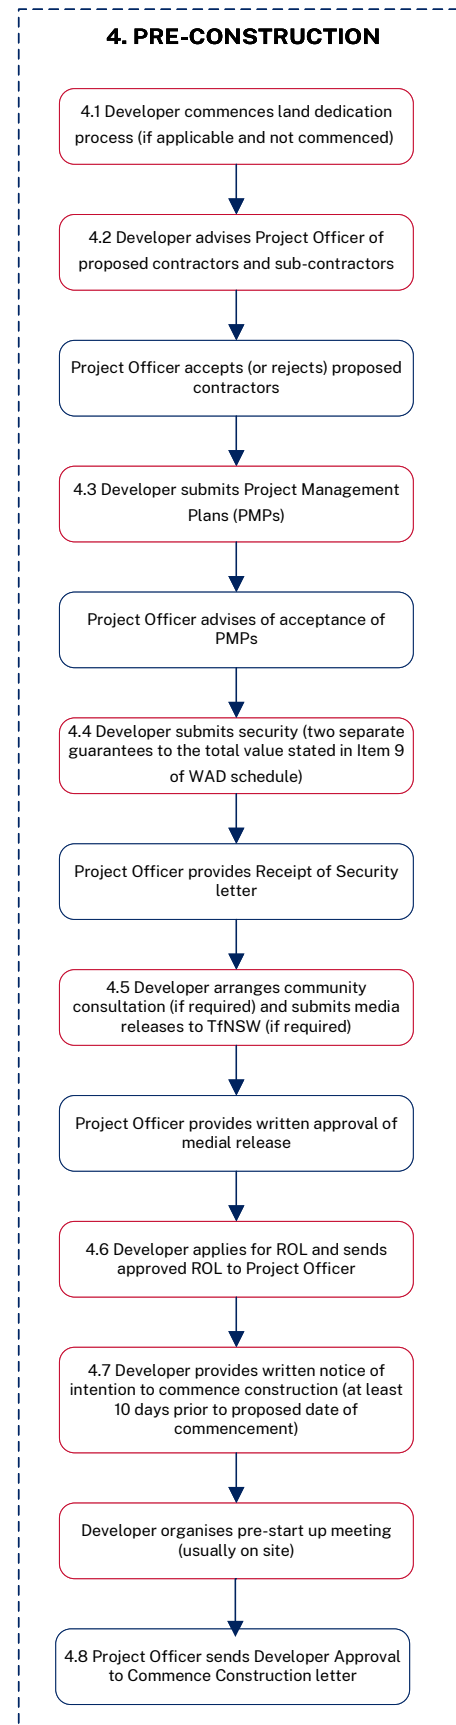 4. PRE-CONSTRUCTION
4.1 Developer commences land dedication
process (if applicable and not commenced)
4.2 Developer advises Project Officer of
proposed contractors and sub-contractors
Project Officer accepts (or rejects) proposed
contractors
4.3 Developer submits Project Management
Plans (PMPs)
Project Officer advises of acceptance of
PMPs
4.4 Developer submits security (two separate
guarantees to the total value stated in Item 9
of WAD schedule)
Project Officer provides Receipt of Security
letter
4.5 Developer arranges community
consultation (if required) and submits media
releases to TfNSW (if required)
Project Officer provides written approval of
medial release
4.6 Developer applies for ROL and sends
approved ROL to Project Officer
4.7 Developer provides written notice of
intention to commence construction (at least
10 days prior to proposed date of
commencement)
Developer organises pre-start up meeting
(usually on site)
4.8 Project Officer sends Developer Approval
to Commence Construction letter